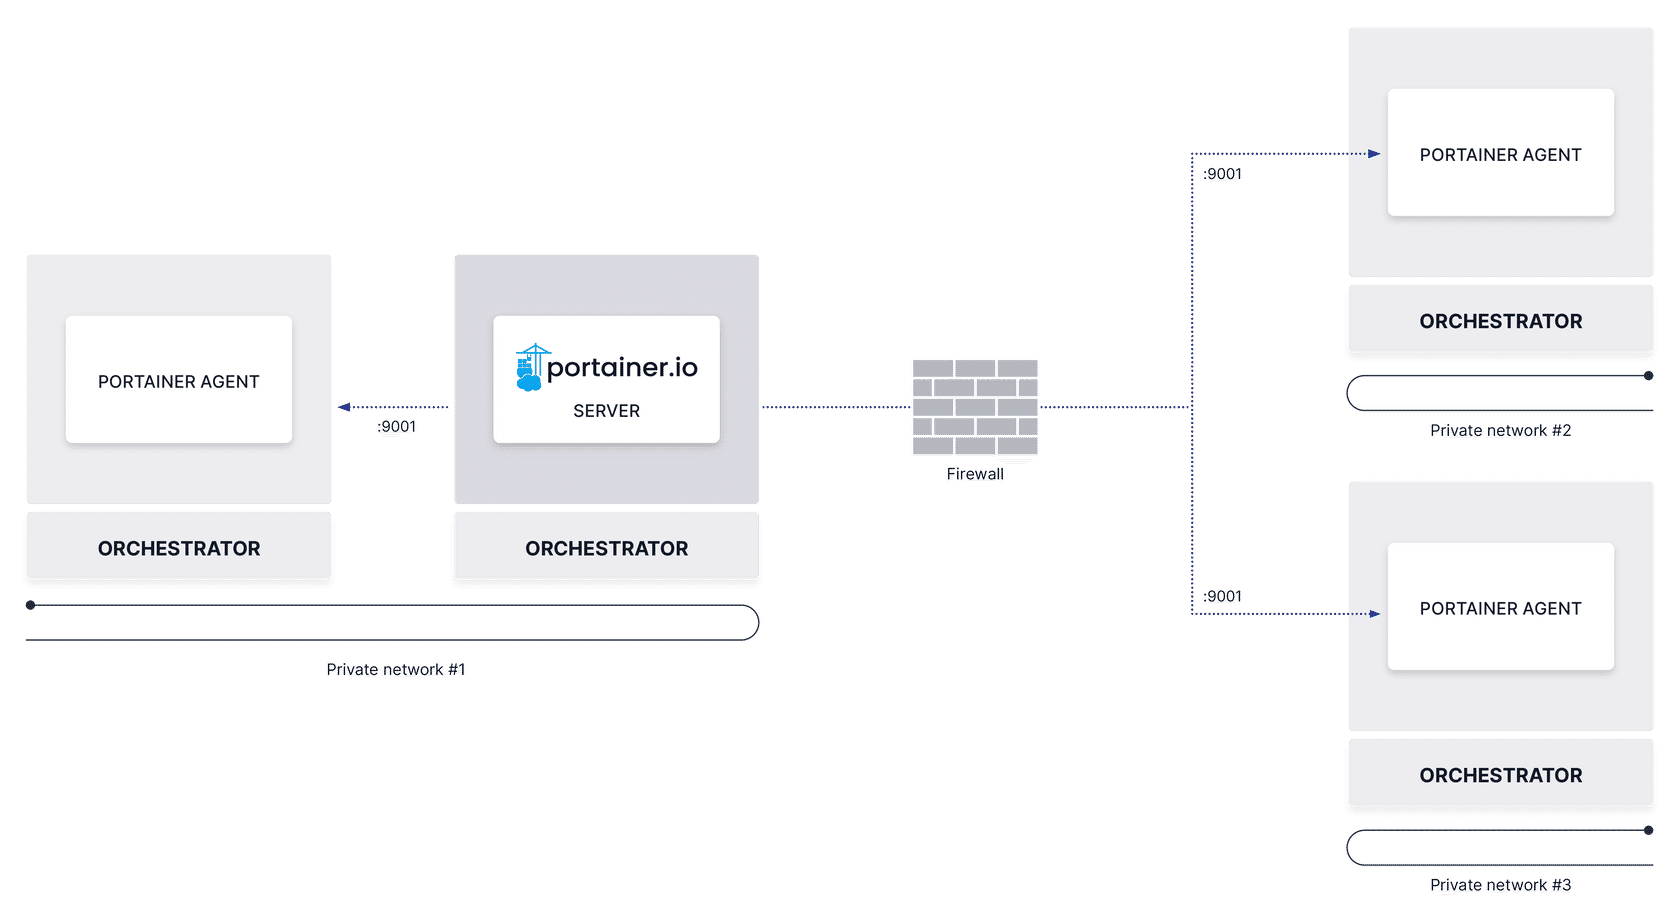 PORTAINER AGENT
:9001
ORCHESTRATOR
portainer.io
SERVER
ORCHESTRATOR
Private network #1
Firewall
:9001
PORTAINER AGENT
ORCHESTRATOR
Private network #2
:9001
PORTAINER AGENT
ORCHESTRATOR
Private network #3